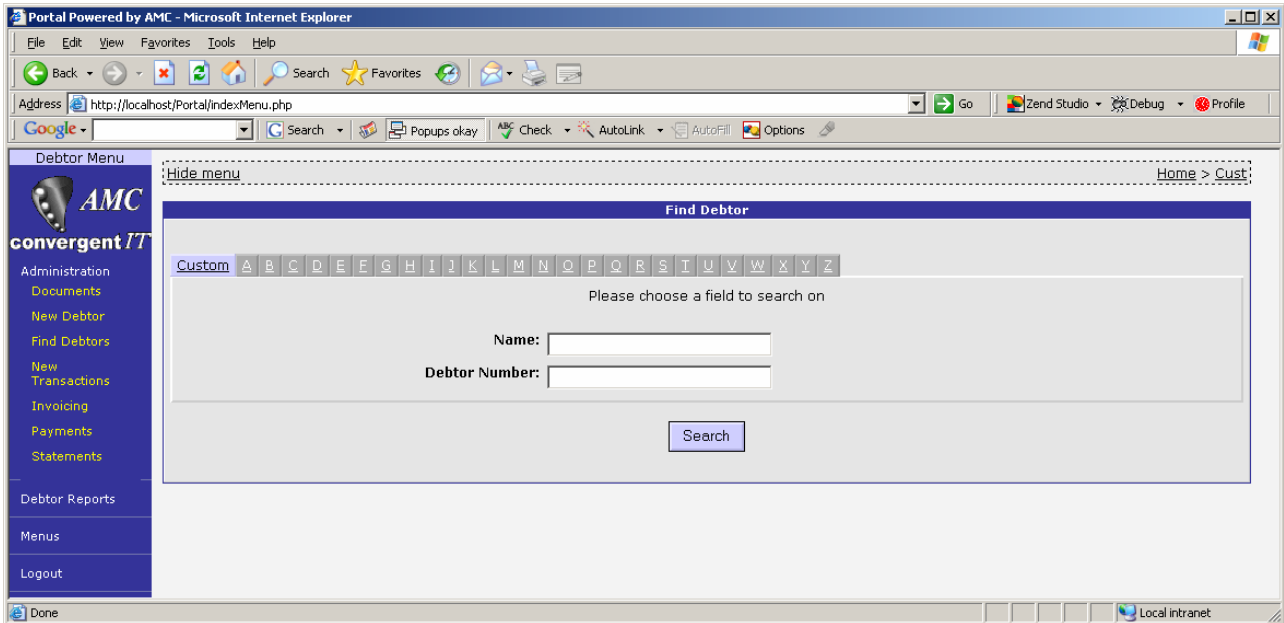 Portal Powered by AMC - Microsoft Internet Explorer
File Edit View Favorites Tools Help
Back Search Favorites
Address http://localhost/Portal/indexMenu.php Go Zend Studio Debug Profile
Google Search Popups okay ABC Check AutoLink AutoFill Options
Debtor Menu
AMC
convergent IT
Administration
Documents
New Debtor
Find Debtors
New
Transactions
Invoicing
Payments
Statements
Debtor Reports
Menus
Logout
Hide menu Home > Cust
Find Debtor
Custom A B C D E F G H I J K L M N O P Q R S T U V W X Y Z
Please choose a field to search on
Name:
Debtor Number:
Search
Done Local intranet